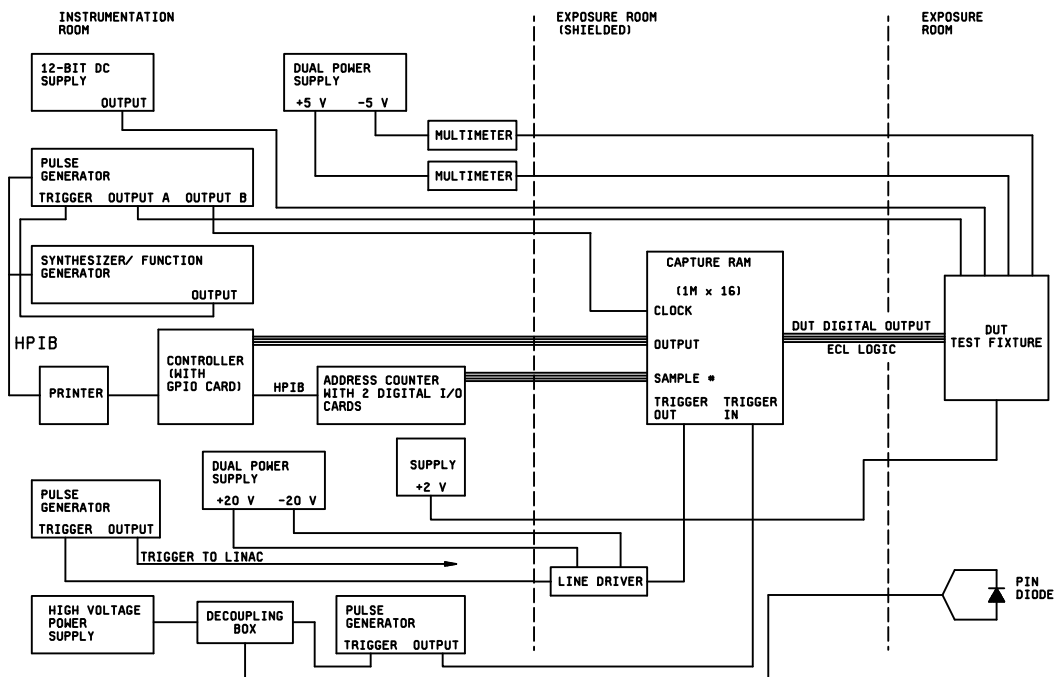 INSTRUMENTATION
ROOM
EXPOSURE ROOM
(SHIELDED)
EXPOSURE
ROOM
12-BIT DC
SUPPLY
OUTPUT
DUAL POWER
SUPPLY
+5 V -5 V
MULTIMETER
MULTIMETER
PULSE
GENERATOR
TRIGGER OUTPUT A OUTPUT B
SYNTHESIZER/ FUNCTION
GENERATOR
OUTPUT
CAPTURE RAM
(1M x 16)
CLOCK
OUTPUT
SAMPLE #
TRIGGER
OUT
TRIGGER
IN
DUT DIGITAL OUTPUT
ECL LOGIC
DUT
TEST FIXTURE
HPIB
PRINTER
CONTROLLER
(WITH
GPIO CARD)
HPIB
ADDRESS COUNTER
WITH 2 DIGITAL I/O
CARDS
DUAL POWER
SUPPLY
+20 V -20 V
SUPPLY
+2 V
PULSE
GENERATOR
TRIGGER OUTPUT
TRIGGER TO LINAC
LINE DRIVER
PIN
DIODE
HIGH VOLTAGE
POWER
SUPPLY
DECOUPLING
BOX
PULSE
GENERATOR
TRIGGER OUTPUT